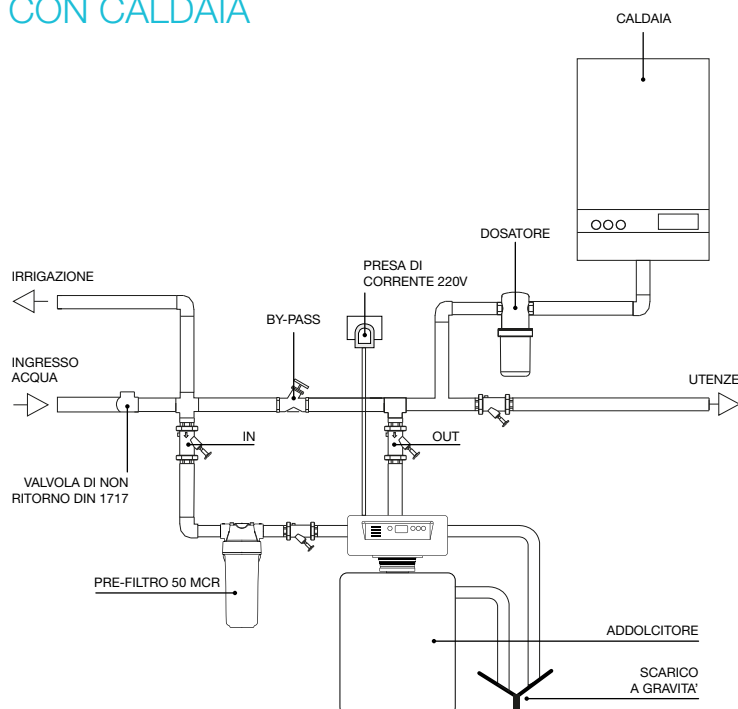 CON CALDAIA
CALDAIA
DOSATORE
PRESA DI
CORRENTE 220V
IRRIGAZIONE
BY-PASS
INGRESSO
ACQUA
UTENZE
IN
OUT
VALVOLA DI NON
RITORNO DIN 1717
PRE-FILTRO 50 MCR
ADDOLCITORE
SCARICO
A GRAVITA'